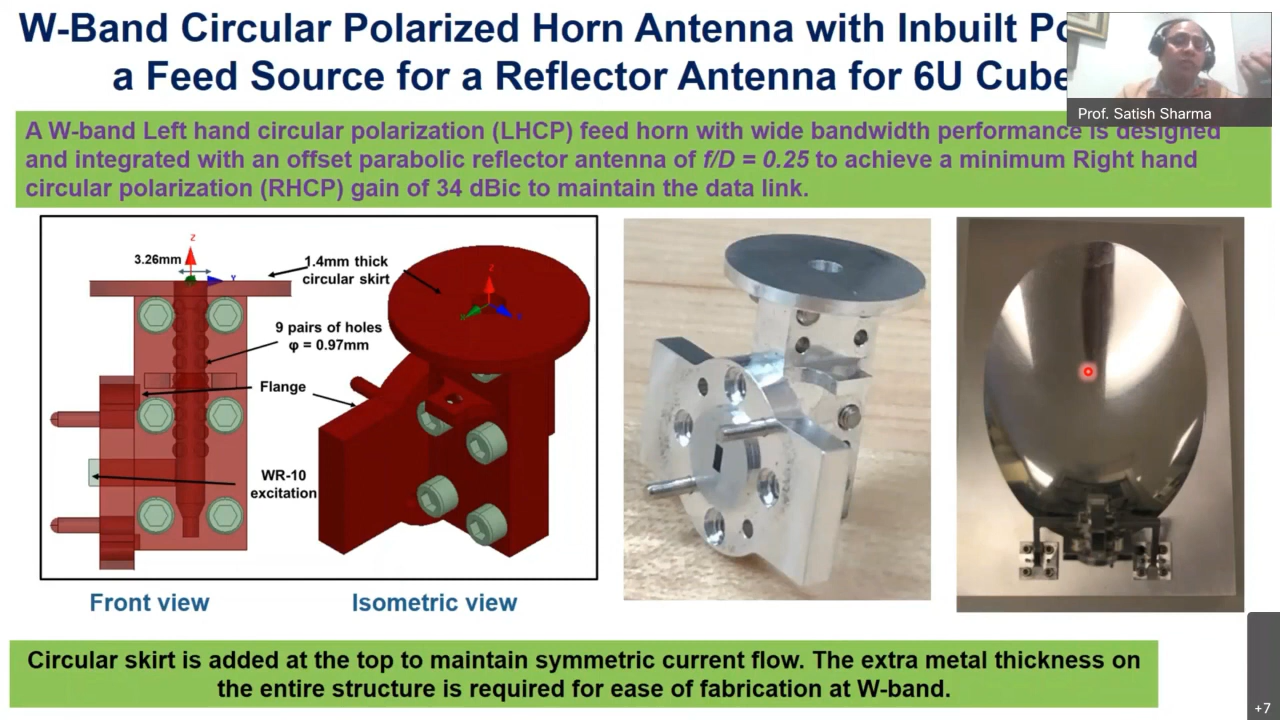 W-Band Circular Polarized Horn Antenna with Inbuilt
a Feed Source for a Reflector Antenna for 6U
Prof. Satish Sharma
A W-band Left hand circular polarization (LHCP) feed horn with wide bandwidth performance is designed
and integrated with an offset parabolic reflector antenna of f/D = 0.25 to achieve a minimum Right hand
circular polarization (RHCP) gain of 34 dBic to maintain the data link.
z
3.26mm
Y
1.4mm thick
circular skirt
z
9 pairs of holes
φ = 0.97mm
Flange
WR-10
excitation
Front view
Isometric view
Circular skirt is added at the top to maintain symmetric current flow. The extra metal thickness on
the entire structure is required for ease of fabrication at W-band.
+7